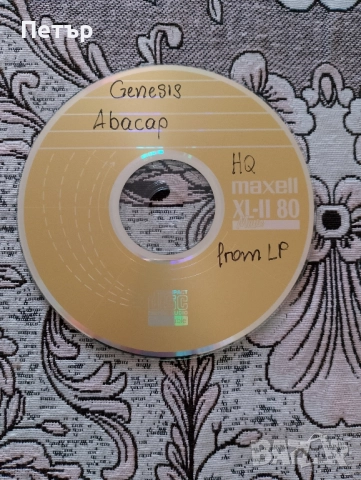 Петър
Genesis
Abacap
HQ
maxell
XL-II 80
from LP